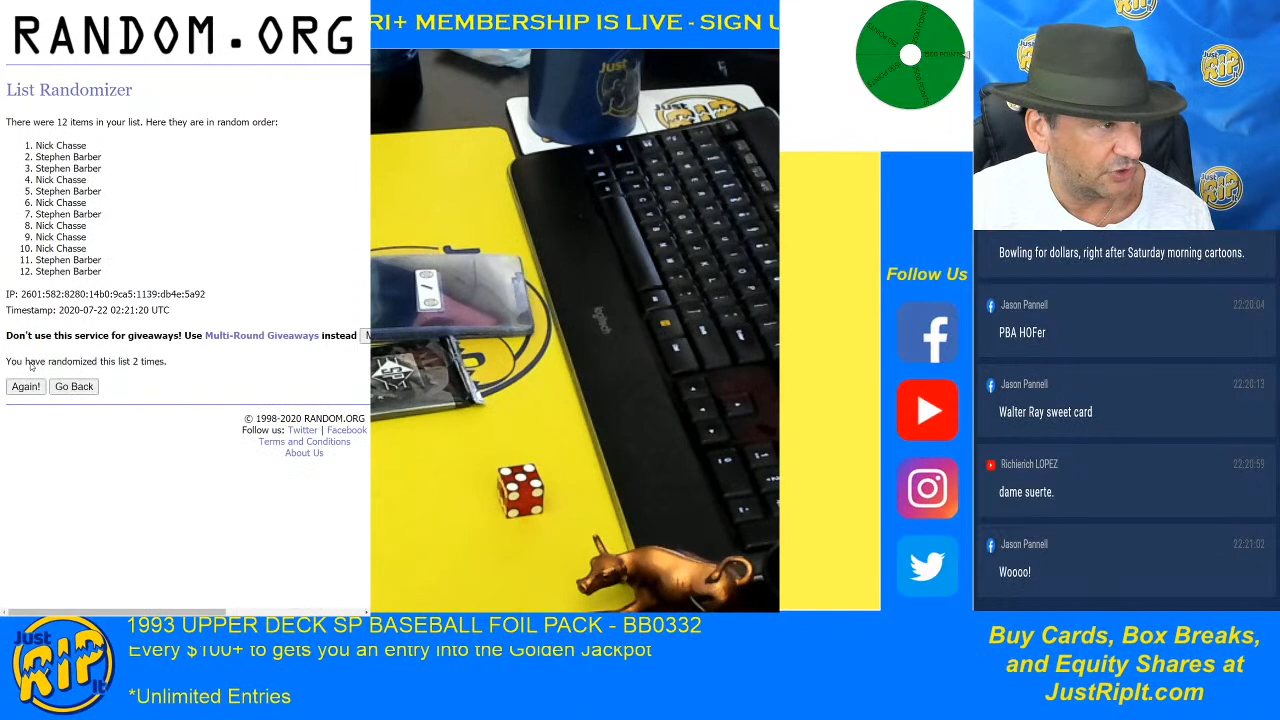 RANDOM.ORG
List Randomizer
There were 12 items in your list. Here they are in random order:
1. Nick Chasse
2. Stephen Barber
3. Stephen Barber
4. Nick Chasse
5. Stephen Barber
6. Nick Chasse
7. Stephen Barber
8. Nick Chasse
9. Nick Chasse
10. Nick Chasse
11. Stephen Barber
12. Stephen Barber
IP: 2601:582:8280:14b0:9ca5:1139:db4e:5a92
Timestamp: 2020-07-22 02:21:20 UTC
Don't use this service for giveaways! Use Multi-Round Giveaways instead
You have randomized this list 2 times.
Again! Go Back
© 1998-2020 RANDOM.ORG
Follow us: Twitter | Facebook
Terms and Conditions
About Us
RI+ MEMBERSHIP IS LIVE - SIGN U
Just
RIP
logitech
Follow Us
Bowling for dollars, right after Saturday morning cartoons.
Jason Pannell 22:20:04
PBA HOFer
Jason Pannell 22:20:13
Walter Ray sweet card
Richierich LOPEZ 22:20:59
dame suerte.
Jason Pannell 22:21:02
Woooo!
Just
RIP
It
1993 UPPER DECK SP BASEBALL FOIL PACK - BB0332
Every $100+ to gets you an entry into the Golden Jackpot
*Unlimited Entries
Buy Cards, Box Breaks,
and Equity Shares at
JustRipIt.com